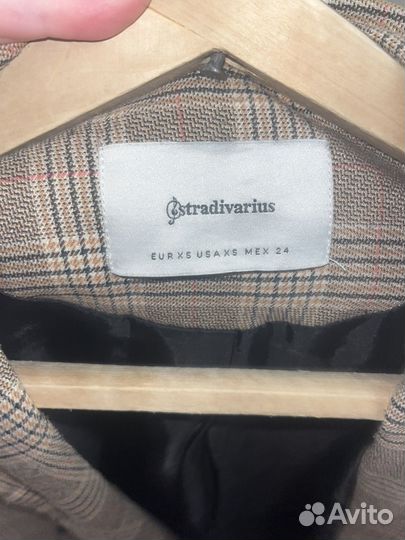 stradivarius
EUR XS USA XS MEX 24
Avito